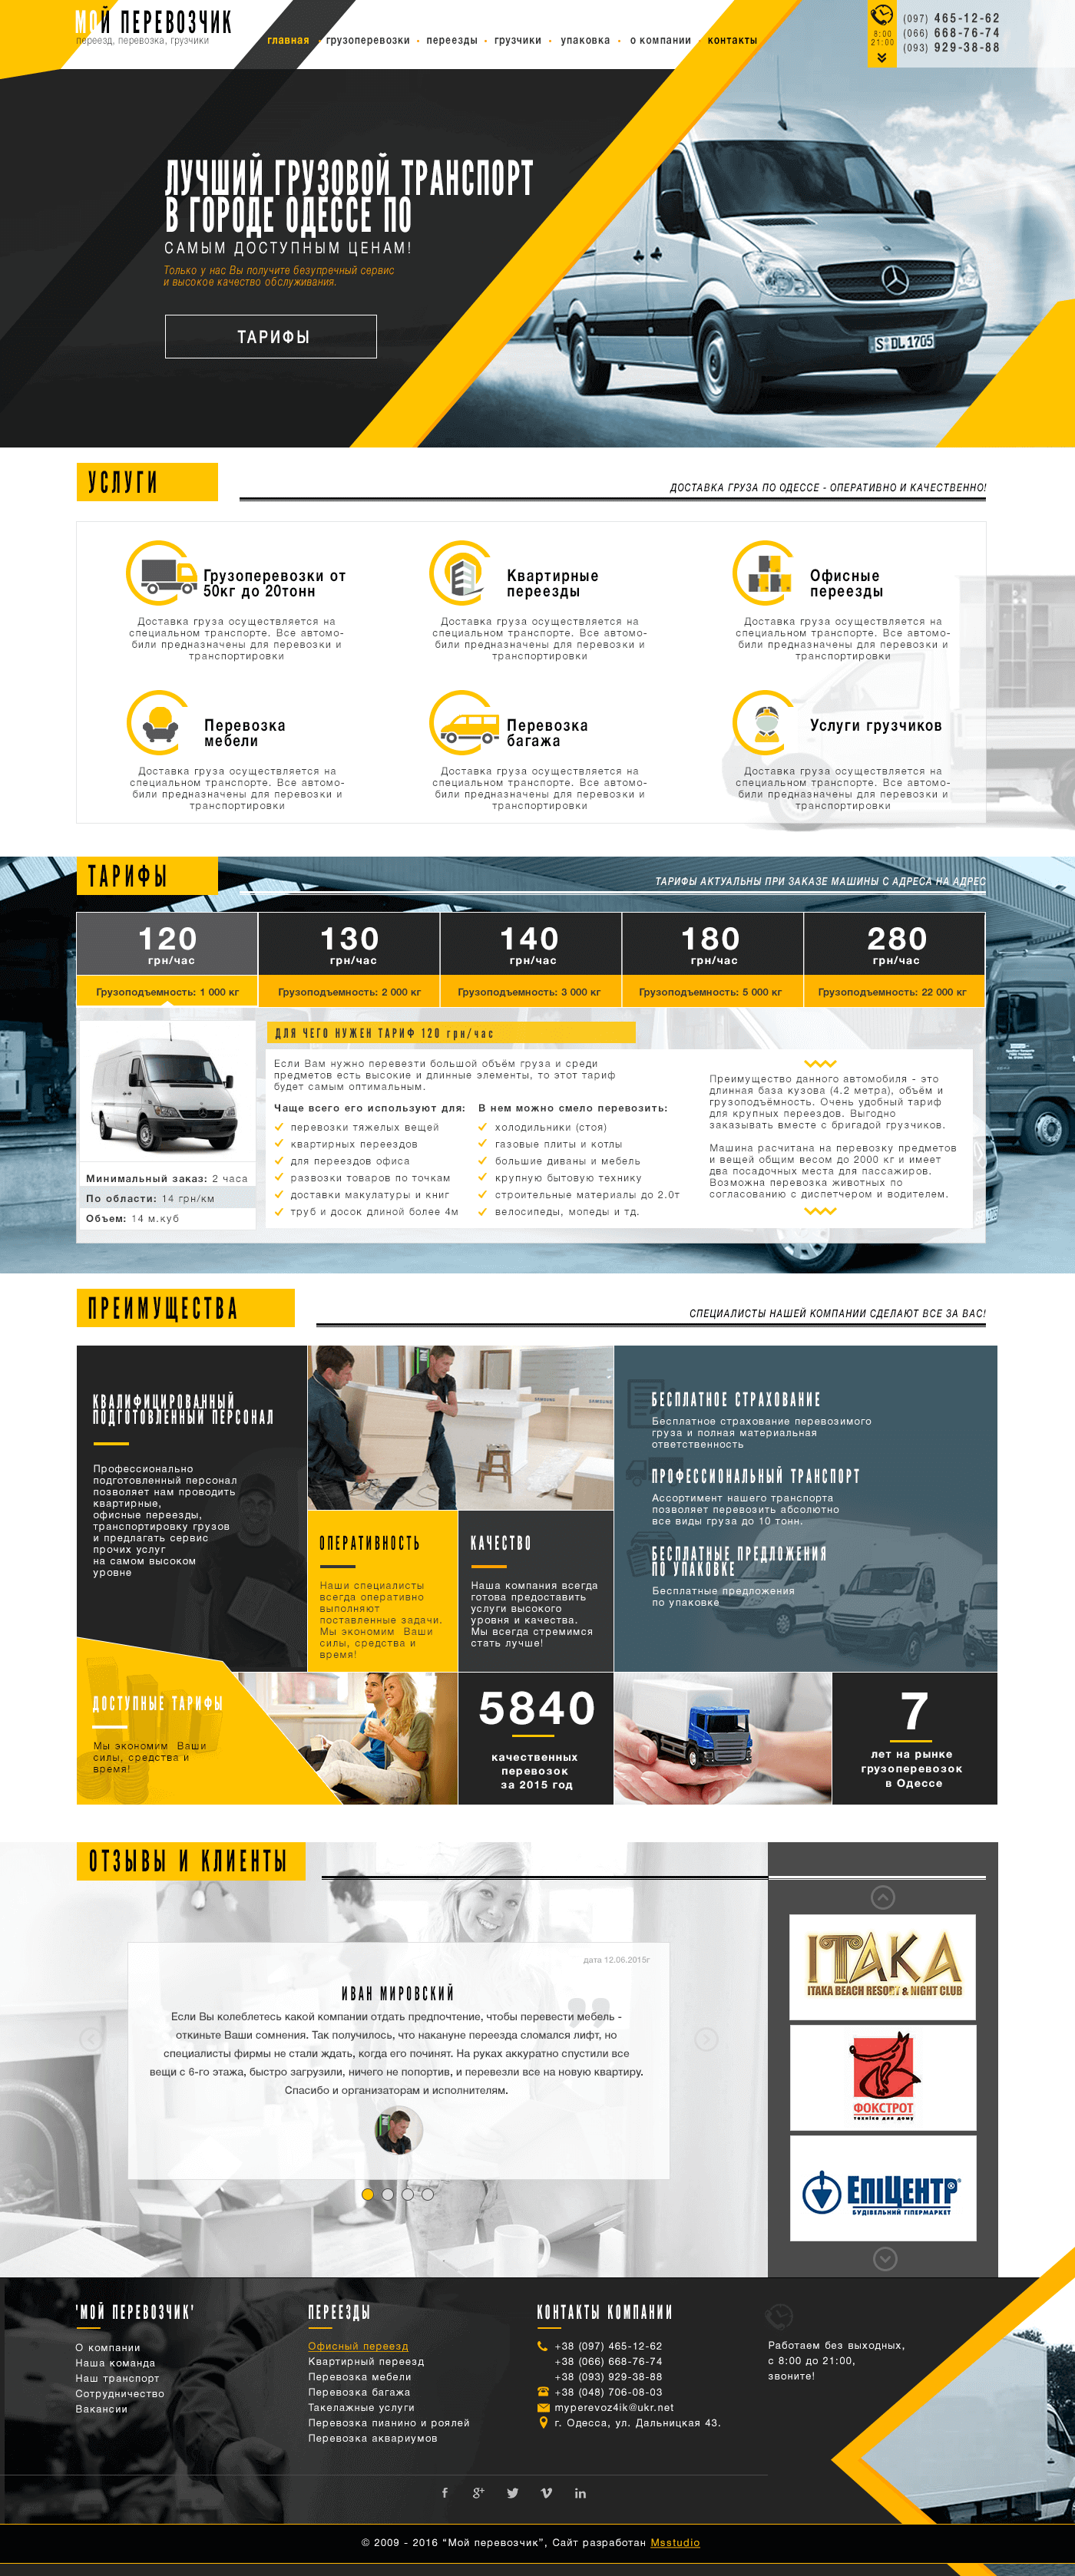 МОЙ ПЕРЕВОЗЧИК
переезд, перевозка, грузчики
главная грузоперевозки переезды грузчики упаковка о компании контакты
8:00
21:00
(097) 465-12-62
(066) 668-76-74
(093) 929-38-88
ЛУЧШИЙ ГРУЗОВОЙ ТРАНСПОРТ
В ГОРОДЕ ОДЕССЕ ПО
САМЫМ ДОСТУПНЫМ ЦЕНАМ!
Только у нас Вы получите безупречный сервис
и высокое качество обслуживания.
ТАРИФЫ
S DL 1705
УСЛУГИ
ДОСТАВКА ГРУЗА ПО ОДЕССЕ - ОПЕРАТИВНО И КАЧЕСТВЕННО!
Грузоперевозки от
50кг до 20тонн
Доставка груза осуществляется на
специальном транспорте. Все автомо-
били предназначены для перевозки и
транспортировки
Квартирные
переезды
Доставка груза осуществляется на
специальном транспорте. Все автомо-
били предназначены для перевозки и
транспортировки
Офисные
переезды
Доставка груза осуществляется на
специальном транспорте. Все автомо-
били предназначены для перевозки и
транспортировки
Перевозка
мебели
Доставка груза осуществляется на
специальном транспорте. Все автомо-
били предназначены для перевозки и
транспортировки
Перевозка
багажа
Доставка груза осуществляется на
специальном транспорте. Все автомо-
били предназначены для перевозки и
транспортировки
Услуги грузчиков
Доставка груза осуществляется на
специальном транспорте. Все автомо-
били предназначены для перевозки и
транспортировки
ТАРИФЫ
ТАРИФЫ АКТУАЛЬНЫ ПРИ ЗАКАЗЕ МАШИНЫ С АДРЕСА НА АДРЕС
120
грн/час
Грузоподъемность: 1 000 кг
130
грн/час
Грузоподъемность: 2 000 кг
140
грн/час
Грузоподъемность: 3 000 кг
180
грн/час
Грузоподъемность: 5 000 кг
280
грн/час
Грузоподъемность: 22 000 кг
Минимальный заказ: 2 часа
По области: 14 грн/км
Объем: 14 м.куб
ДЛЯ ЧЕГО НУЖЕН ТАРИФ 120 грн/час
Если Вам нужно перевезти большой объём груза и среди
предметов есть высокие и длинные элементы, то этот тариф
будет самым оптимальным.
Чаще всего его используют для:
перевозки тяжелых вещей
квартирных переездов
для переездов офиса
развозки товаров по точкам
доставки макулатуры и книг
труб и досок длиной более 4м
В нем можно смело перевозить:
холодильники (стоя)
газовые плиты и котлы
большие диваны и мебель
крупную бытовую технику
строительные материалы до 2.0т
велосипеды, мопеды и тд.
Преимущество данного автомобиля - это
длинная база кузова (4.2 метра), объём и
грузоподъёмность. Очень удобный тариф
для крупных переездов. Выгодно
заказывать вместе с бригадой грузчиков.
Машина расчитана на перевозку предметов
и вещей общим весом до 2000 кг и имеет
два посадочных места для пассажиров.
Возможна перевозка животных по
согласованию с диспетчером и водителем.
ПРЕИМУЩЕСТВА
СПЕЦИАЛИСТЫ НАШЕЙ КОМПАНИИ СДЕЛАЮТ ВСЕ ЗА ВАС!
КВАЛИФИЦИРОВАННЫЙ
ПОДГОТОВЛЕННЫЙ ПЕРСОНАЛ
Профессионально
подготовленный персонал
позволяет нам проводить
квартирные,
офисные переезды,
транспортировку грузов
и предлагать сервис
прочих услуг
на самом высоком
уровне
SAMSUNG SAMSUNG
ОПЕРАТИВНОСТЬ
Наши специалисты
всегда оперативно
выполняют
поставленные задачи.
Мы экономим Ваши
силы, средства и
время!
КАЧЕСТВО
Наша компания всегда
готова предоставить
услуги высокого
уровня и качества.
Мы всегда стремимся
стать лучше!
БЕСПЛАТНОЕ СТРАХОВАНИЕ
Бесплатное страхование перевозимого
груза и полная материальная
ответственность
ПРОФЕССИОНАЛЬНЫЙ ТРАНСПОРТ
Ассортимент нашего транспорта
позволяет перевозить абсолютно
все виды груза до 10 тонн.
БЕСПЛАТНЫЕ ПРЕДЛОЖЕНИЯ
ПО УПАКОВКЕ
Бесплатные предложения
по упаковке
ДОСТУПНЫЕ ТАРИФЫ
Мы экономим Ваши
силы, средства и
время!
5840
качественных
перевозок
за 2015 год
7
лет на рынке
грузоперевозок
в Одессе
ОТЗЫВЫ И КЛИЕНТЫ
дата 12.06.2015г
ИВАН МИРОВСКИЙ
Если Вы колеблетесь какой компании отдать предпочтение, чтобы перевести мебель -
откиньте Ваши сомнения. Так получилось, что накануне переезда сломался лифт, но
специалисты фирмы не стали ждать, когда его починят. На руках аккуратно спустили все
вещи с 6-го этажа, быстро загрузили, ничего не попортив, и перевезли все на новую квартиру.
Спасибо и организаторам и исполнителям.
ITAKA
ITAKA BEACH RESORT & NIGHT CLUB
ФОКСТРОТ
техніка для дому
ЕПІЦЕНТР®
БУДІВЕЛЬНИЙ ГІПЕРМАРКЕТ
'МОЙ ПЕРЕВОЗЧИК'
О компании
Наша команда
Наш транспорт
Сотрудничество
Вакансии
ПЕРЕЕЗДЫ
Офисный переезд
Квартирный переезд
Перевозка мебели
Перевозка багажа
Такелажные услуги
Перевозка пианино и роялей
Перевозка аквариумов
КОНТАКТЫ КОМПАНИИ
+38 (097) 465-12-62
+38 (066) 668-76-74
+38 (093) 929-38-88
+38 (048) 706-08-03
myperevoz4ik@ukr.net
г. Одесса, ул. Дальницкая 43.
Работаем без выходных,
с 8:00 до 21:00,
звоните!
© 2009 - 2016 “Мой перевозчик”, Сайт разработан Msstudio